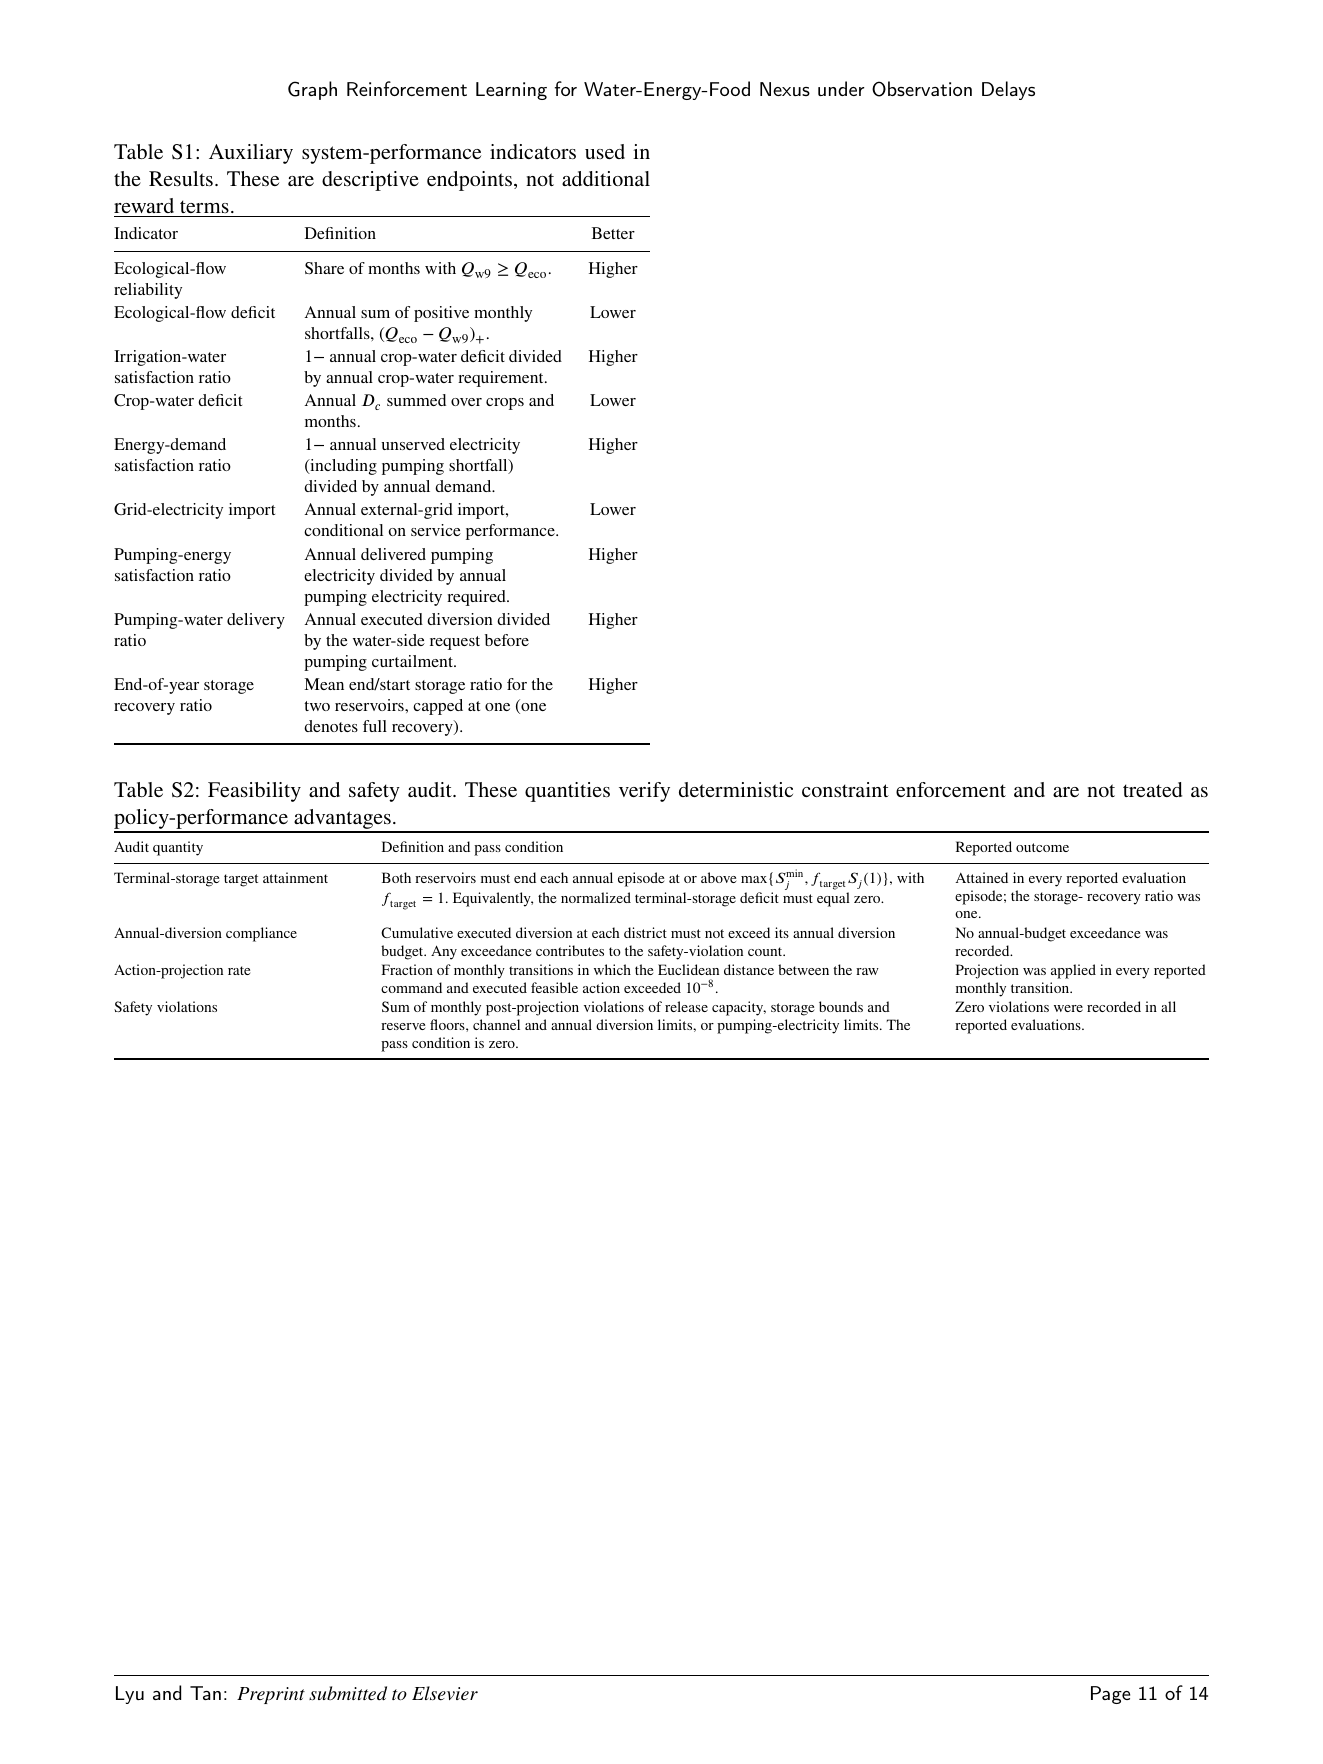 Graph Reinforcement Learning for Water-Energy-Food Nexus under Observation Delays
Table S1: Auxiliary system-performance indicators used in
the Results. These are descriptive endpoints, not additional
reward terms.
Indicator Definition Better
Ecological-flow Share of months with Q_w9 ≥ Q_eco. Higher
reliability
Ecological-flow deficit Annual sum of positive monthly Lower
shortfalls, (Q_eco − Q_w9)_+.
Irrigation-water 1− annual crop-water deficit divided Higher
satisfaction ratio by annual crop-water requirement.
Crop-water deficit Annual D_c summed over crops and Lower
months.
Energy-demand 1− annual unserved electricity Higher
satisfaction ratio (including pumping shortfall)
divided by annual demand.
Grid-electricity import Annual external-grid import, Lower
conditional on service performance.
Pumping-energy Annual delivered pumping Higher
satisfaction ratio electricity divided by annual
pumping electricity required.
Pumping-water delivery Annual executed diversion divided Higher
ratio by the water-side request before
pumping curtailment.
End-of-year storage Mean end/start storage ratio for the Higher
recovery ratio two reservoirs, capped at one (one
denotes full recovery).
Table S2: Feasibility and safety audit. These quantities verify deterministic constraint enforcement and are not treated as
policy-performance advantages.
Audit quantity Definition and pass condition Reported outcome
Terminal-storage target attainment Both reservoirs must end each annual episode at or above max{S_j^min, f_target S_j(1)}, with Attained in every reported evaluation
f_target = 1. Equivalently, the normalized terminal-storage deficit must equal zero. episode; the storage- recovery ratio was
one.
Annual-diversion compliance Cumulative executed diversion at each district must not exceed its annual diversion No annual-budget exceedance was
budget. Any exceedance contributes to the safety-violation count. recorded.
Action-projection rate Fraction of monthly transitions in which the Euclidean distance between the raw Projection was applied in every reported
command and executed feasible action exceeded 10^−8. monthly transition.
Safety violations Sum of monthly post-projection violations of release capacity, storage bounds and Zero violations were recorded in all
reserve floors, channel and annual diversion limits, or pumping-electricity limits. The reported evaluations.
pass condition is zero.
Lyu and Tan: Preprint submitted to Elsevier Page 11 of 14